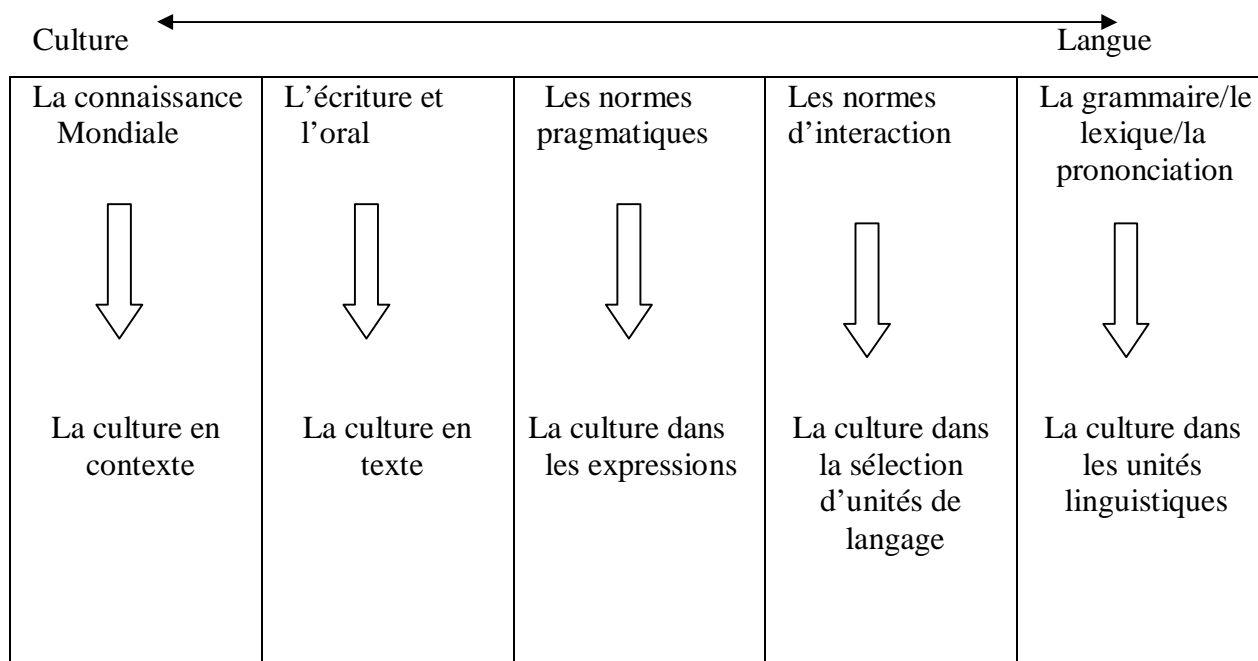 Culture
Langue
La connaissance
Mondiale
L’écriture et
l’oral
Les normes
pragmatiques
Les normes
d’interaction
La grammaire/le
lexique/la
prononciation
La culture en
contexte
La culture en
texte
La culture dans
les expressions
La culture dans
la sélection
d’unités de
langage
La culture dans
les unités
linguistiques